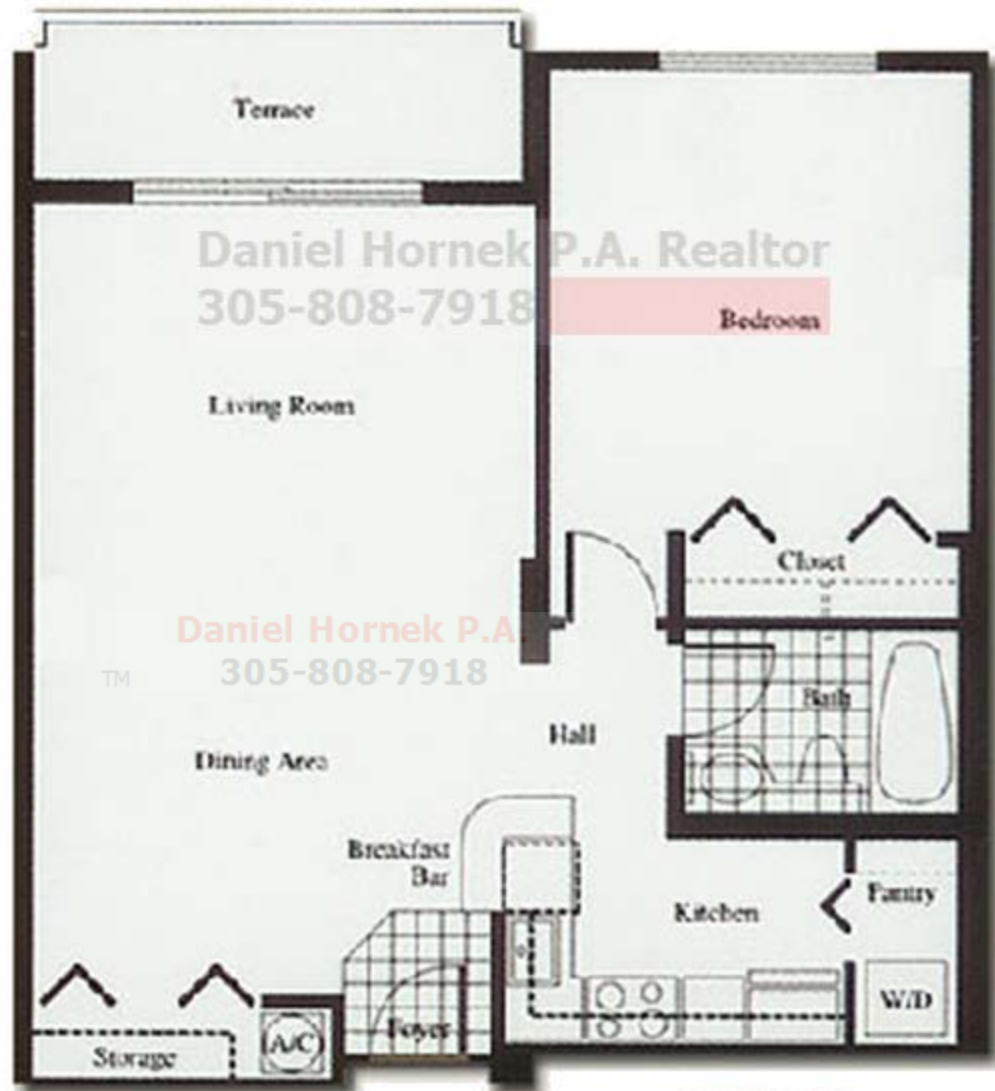 Terrace
Daniel Hornek P.A. Realtor
305-808-7918
Bedroom
Living Room
Closet
Daniel Hornek P.A.
305-808-7918
TM
Bath
Hall
Dining Area
Breakfast
Bar
Pantry
Kitchen
W/D
Foyer
A/C
Storage